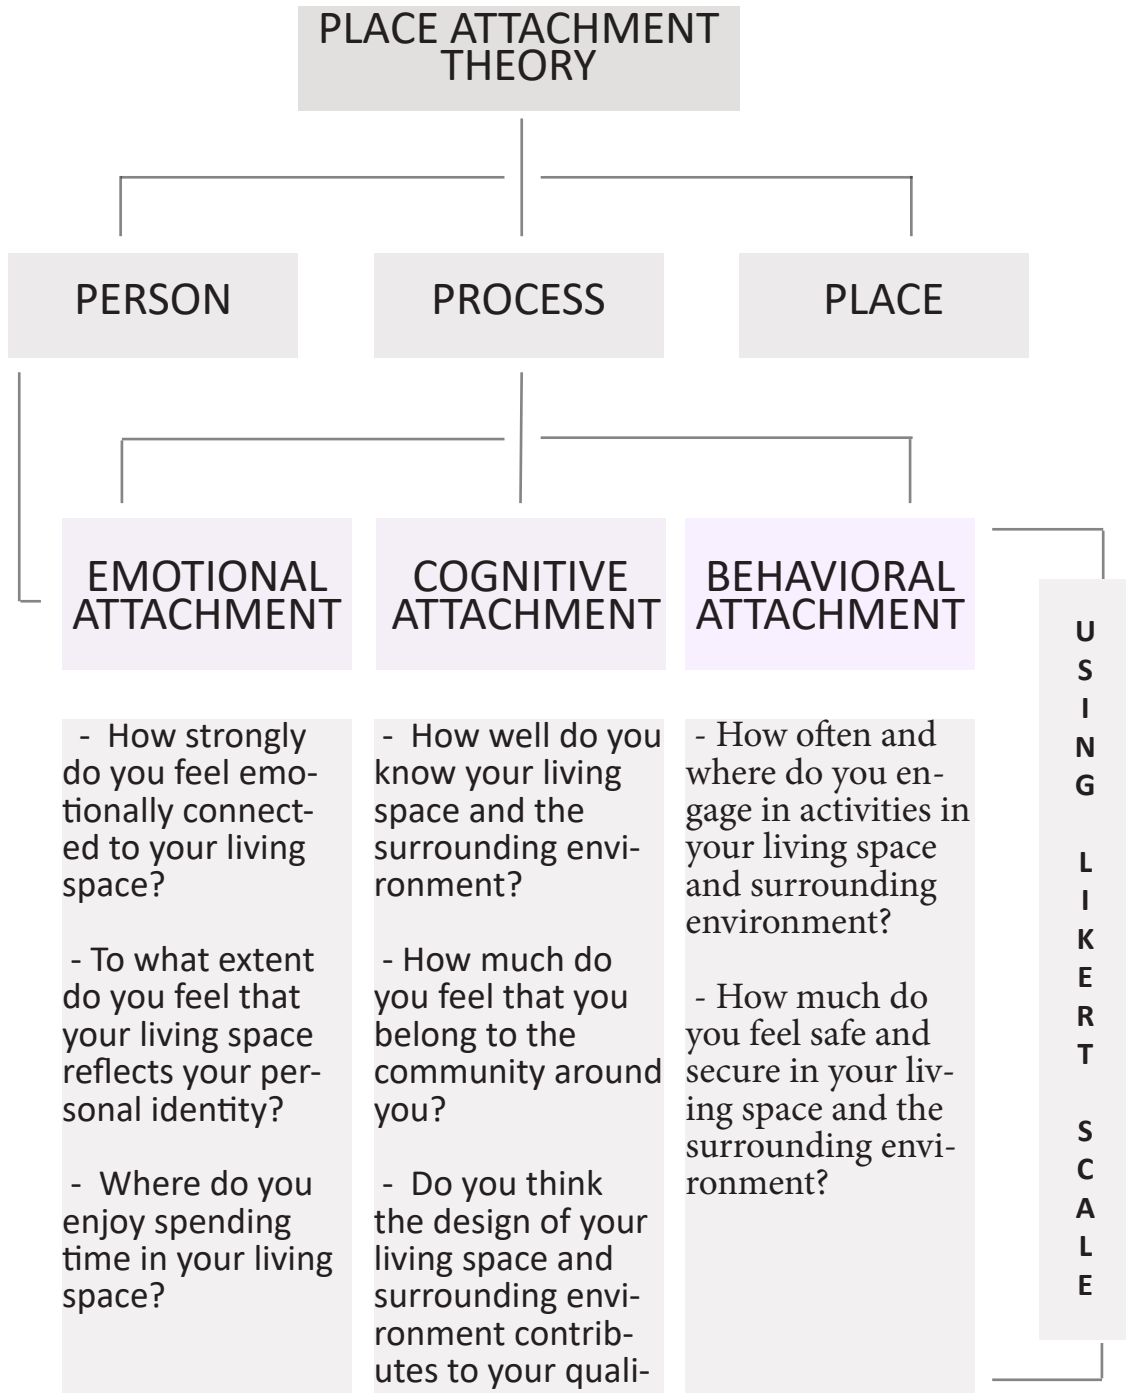 PLACE ATTACHMENT
THEORY
PERSON
PROCESS
PLACE
EMOTIONAL
ATTACHMENT
COGNITIVE
ATTACHMENT
BEHAVIORAL
ATTACHMENT
- How strongly
do you feel emo-
tionally connect-
ed to your living
space?
- To what extent
do you feel that
your living space
reflects your per-
sonal identity?
- Where do you
enjoy spending
time in your living
space?
- How well do you
know your living
space and the
surrounding envi-
ronment?
- How much do
you feel that you
belong to the
community around
you?
- Do you think
the design of your
living space and
surrounding envi-
ronment contrib-
utes to your quali-
- How often and
where do you en-
gage in activities in
your living space
and surrounding
environment?
- How much do
you feel safe and
secure in your liv-
ing space and the
surrounding envi-
ronment?
USING LIKERT SCALE